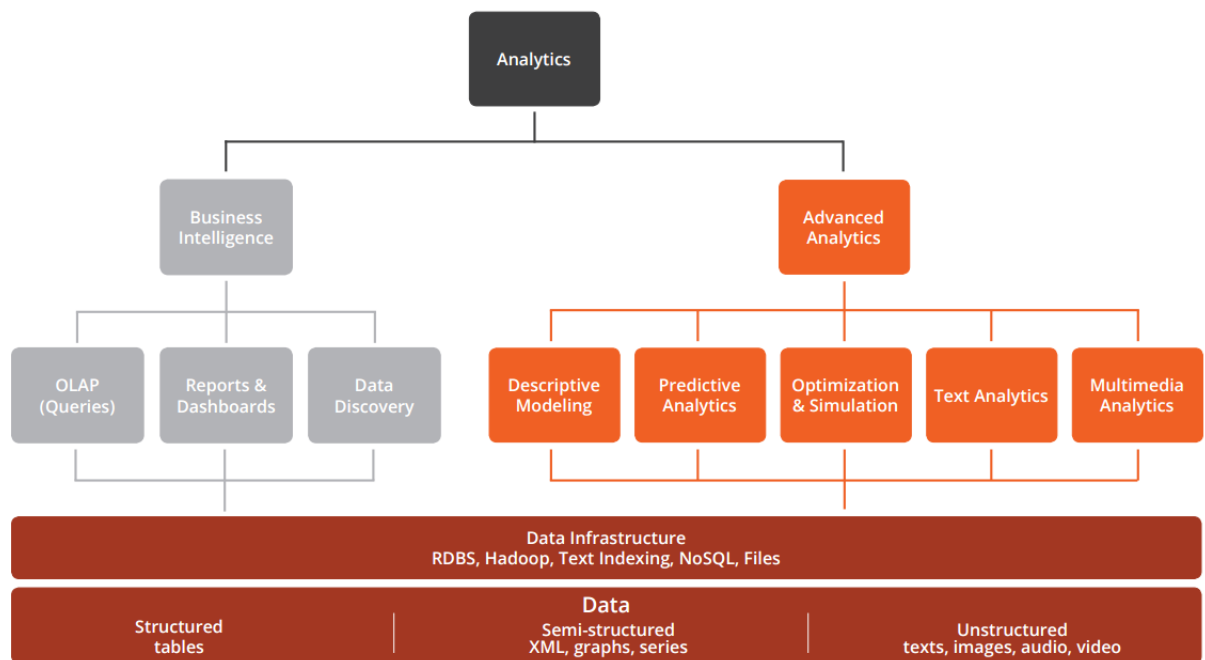 Analytics
Business
Intelligence
Advanced
Analytics
OLAP
(Queries)
Reports &
Dashboards
Data
Discovery
Descriptive
Modeling
Predictive
Analytics
Optimization
& Simulation
Text Analytics
Multimedia
Analytics
Data Infrastructure
RDBS, Hadoop, Text Indexing, NoSQL, Files
Data
Structured
tables
Semi-structured
XML, graphs, series
Unstructured
texts, images, audio, video